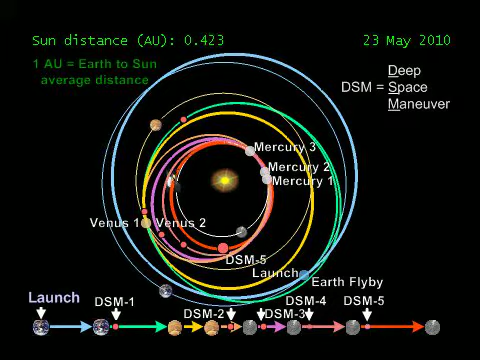 Sun distance (AU): 0.423
23 May 2010
1 AU = Earth to Sun
average distance
Deep
DSM = Space
Maneuver
Mercury 3
Mercury 2
Mercury 1
Venus 1
Venus 2
DSM-5
Launch
Earth Flyby
Launch
DSM-1
DSM-2
DSM-3
DSM-4
DSM-5